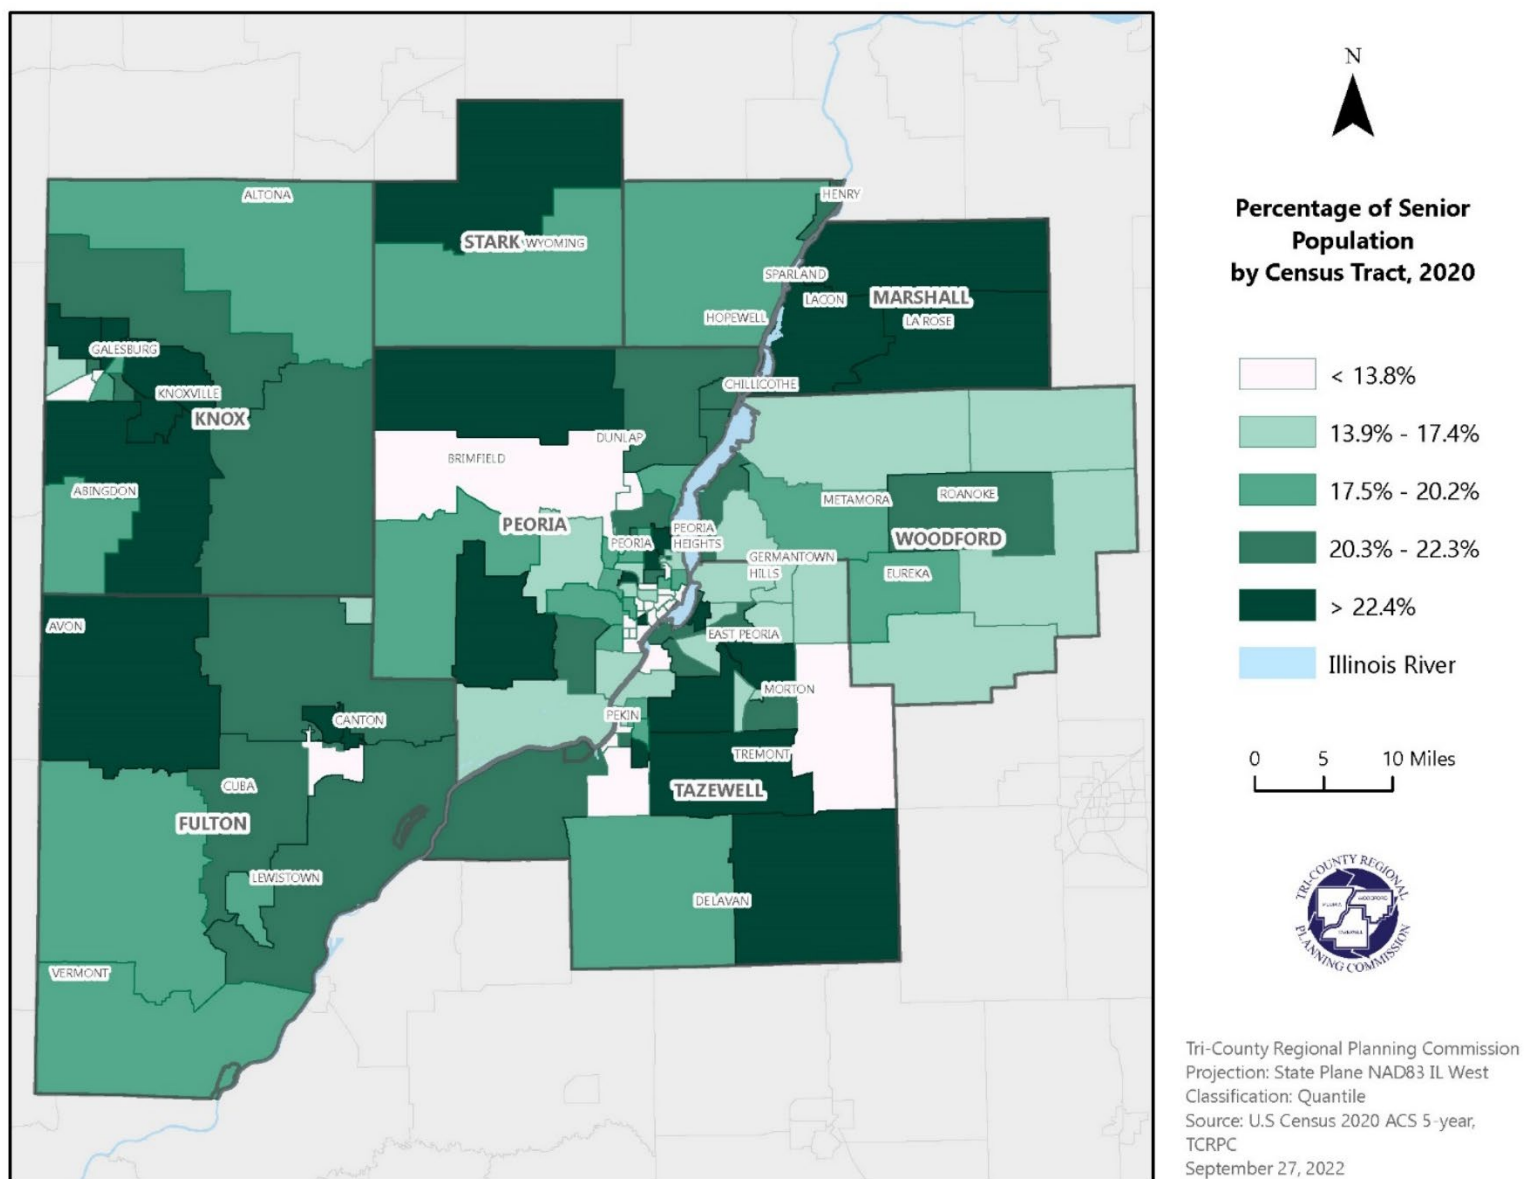 HENRY
ALTONA
STARK
WYOMING
SPARLAND
LACON
MARSHALL
HOPEWELL
LA ROSE
GALESBURG
CHILLICOTHE
KNOXVILLE
KNOX
DUNLAP
BRIMFIELD
ABINGDON
METAMORA
ROANOKE
PEORIA
PEORIA
HEIGHTS
PEORIA
WOODFORD
GERMANTOWN
HILLS
EUREKA
AVON
EAST PEORIA
MORTON
PEKIN
CANTON
TREMONT
CUBA
TAZEWELL
FULTON
LEWISTOWN
DELAVAN
VERMONT
N
Percentage of Senior
Population
by Census Tract, 2020
< 13.8%
13.9% - 17.4%
17.5% - 20.2%
20.3% - 22.3%
> 22.4%
Illinois River
0 5 10 Miles
TRI-COUNTY REGIONAL
PEORIA
WOODFORD
TAZEWELL
PLANNING COMMISSION
Tri-County Regional Planning Commission
Projection: State Plane NAD83 IL West
Classification: Quantile
Source: U.S Census 2020 ACS 5-year,
TCRPC
September 27, 2022